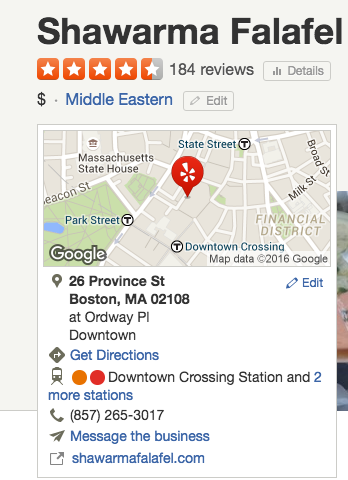 Shawarma Falafel
184 reviews Details
$ · Middle Eastern Edit
State Street T
Massachusetts
State House
Broad S
Milk St
eacon St
Park Street T
FINANCIAL
DISTRICT
Downtown Crossing
Google Map data ©2016 Google
26 Province St Edit
Boston, MA 02108
at Ordway Pl
Downtown
Get Directions
Downtown Crossing Station and 2
more stations
(857) 265-3017
Message the business
shawarmafalafel.com